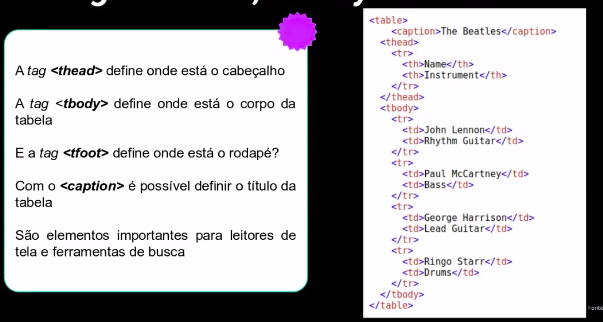 A tag <thead> define onde está o cabeçalho
A tag <tbody> define onde está o corpo da
tabela
E a tag <tfoot> define onde está o rodapé?
Com o <caption> é possível definir o título da
tabela
São elementos importantes para leitores de
tela e ferramentas de busca
<table>
<caption>The Beatles</caption>
<thead>
<tr>
<th>Name</th>
<th>Instrument</th>
</tr>
</thead>
<tbody>
<tr>
<td>John Lennon</td>
<td>Rhythm Guitar</td>
</tr>
<tr>
<td>Paul McCartney</td>
<td>Bass</td>
</tr>
<tr>
<td>George Harrison</td>
<td>Lead Guitar</td>
</tr>
<tr>
<td>Ringo Starr</td>
<td>Drums</td>
</tr>
</tbody>
</table>
Fonte